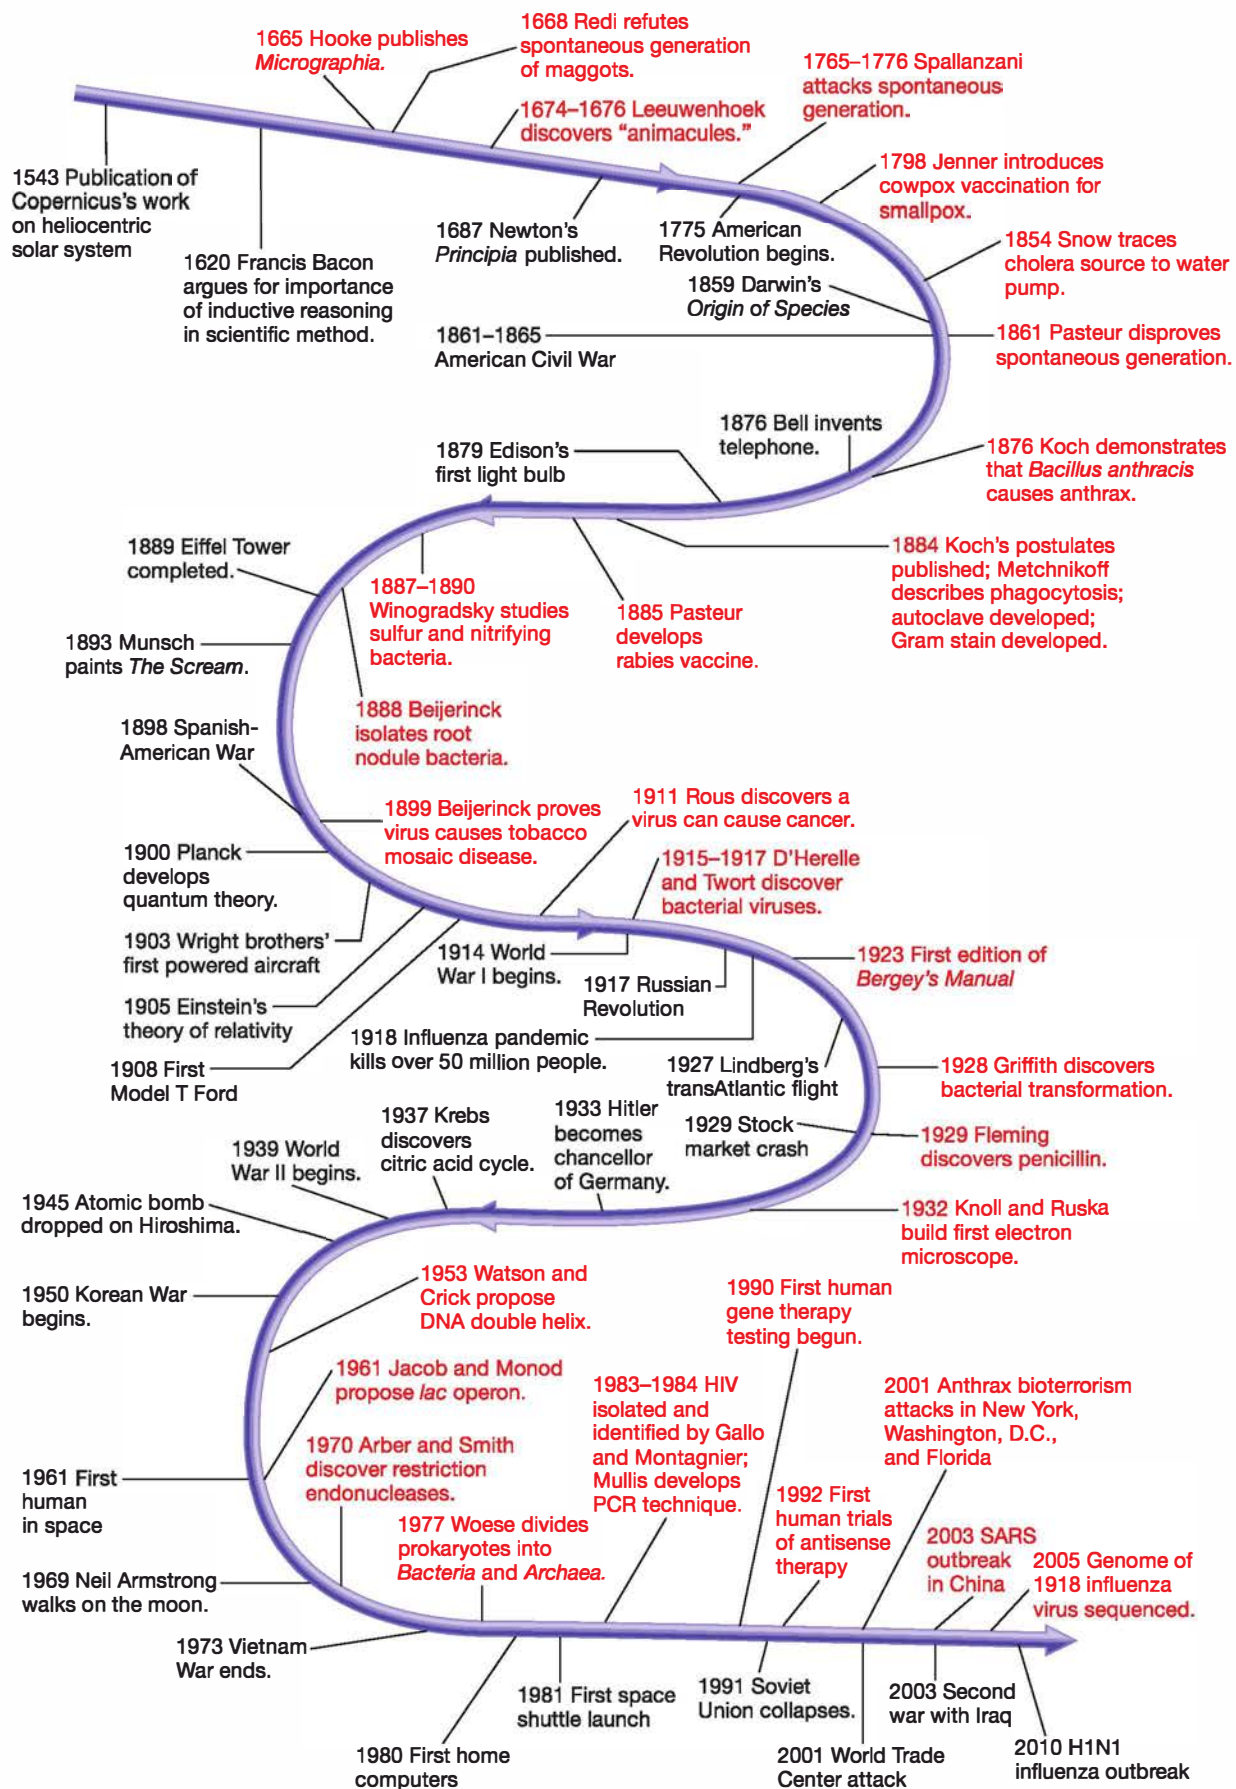 1665 Hooke publishes
Micrographia.
1668 Redi refutes
spontaneous generation
of maggots.
1674–1676 Leeuwenhoek
discovers “animacules.”
1765–1776 Spallanzani
attacks spontaneous
generation.
1543 Publication of
Copernicus’s work
on heliocentric
solar system
1620 Francis Bacon
argues for importance
of inductive reasoning
in scientific method.
1687 Newton’s
Principia published.
1775 American
Revolution begins.
1798 Jenner introduces
cowpox vaccination for
smallpox.
1854 Snow traces
cholera source to water
pump.
1859 Darwin’s
Origin of Species
1861–1865
American Civil War
1861 Pasteur disproves
spontaneous generation.
1876 Bell invents
telephone.
1876 Koch demonstrates
that Bacillus anthracis
causes anthrax.
1879 Edison’s
first light bulb
1884 Koch’s postulates
published; Metchnikoff
describes phagocytosis;
autoclave developed;
Gram stain developed.
1885 Pasteur
develops
rabies vaccine.
1887–1890
Winogradsky studies
sulfur and nitrifying
bacteria.
1889 Eiffel Tower
completed.
1888 Beijerinck
isolates root
nodule bacteria.
1893 Munsch
paints The Scream.
1898 Spanish-
American War
1899 Beijerinck proves
virus causes tobacco
mosaic disease.
1900 Planck
develops
quantum theory.
1903 Wright brothers’
first powered aircraft
1905 Einstein’s
theory of relativity
1908 First
Model T Ford
1911 Rous discovers a
virus can cause cancer.
1915–1917 D’Herelle
and Twort discover
bacterial viruses.
1914 World
War I begins.
1917 Russian
Revolution
1918 Influenza pandemic
kills over 50 million people.
1923 First edition of
Bergey’s Manual
1927 Lindberg’s
transAtlantic flight
1928 Griffith discovers
bacterial transformation.
1929 Stock
market crash
1929 Fleming
discovers penicillin.
1932 Knoll and Ruska
build first electron
microscope.
1933 Hitler
becomes
chancellor
of Germany.
1937 Krebs
discovers
citric acid cycle.
1939 World
War II begins.
1945 Atomic bomb
dropped on Hiroshima.
1950 Korean War
begins.
1953 Watson and
Crick propose
DNA double helix.
1961 Jacob and Monod
propose lac operon.
1961 First
human
in space
1969 Neil Armstrong
walks on the moon.
1970 Arber and Smith
discover restriction
endonucleases.
1973 Vietnam
War ends.
1977 Woese divides
prokaryotes into
Bacteria and Archaea.
1980 First home
computers
1981 First space
shuttle launch
1983–1984 HIV
isolated and
identified by Gallo
and Montagnier;
Mullis develops
PCR technique.
1990 First human
gene therapy
testing begun.
1991 Soviet
Union collapses.
1992 First
human trials
of antisense
therapy
2001 Anthrax bioterrorism
attacks in New York,
Washington, D.C.,
and Florida
2001 World Trade
Center attack
2003 SARS
outbreak
in China
2003 Second
war with Iraq
2005 Genome of
1918 influenza
virus sequenced.
2010 H1N1
influenza outbreak